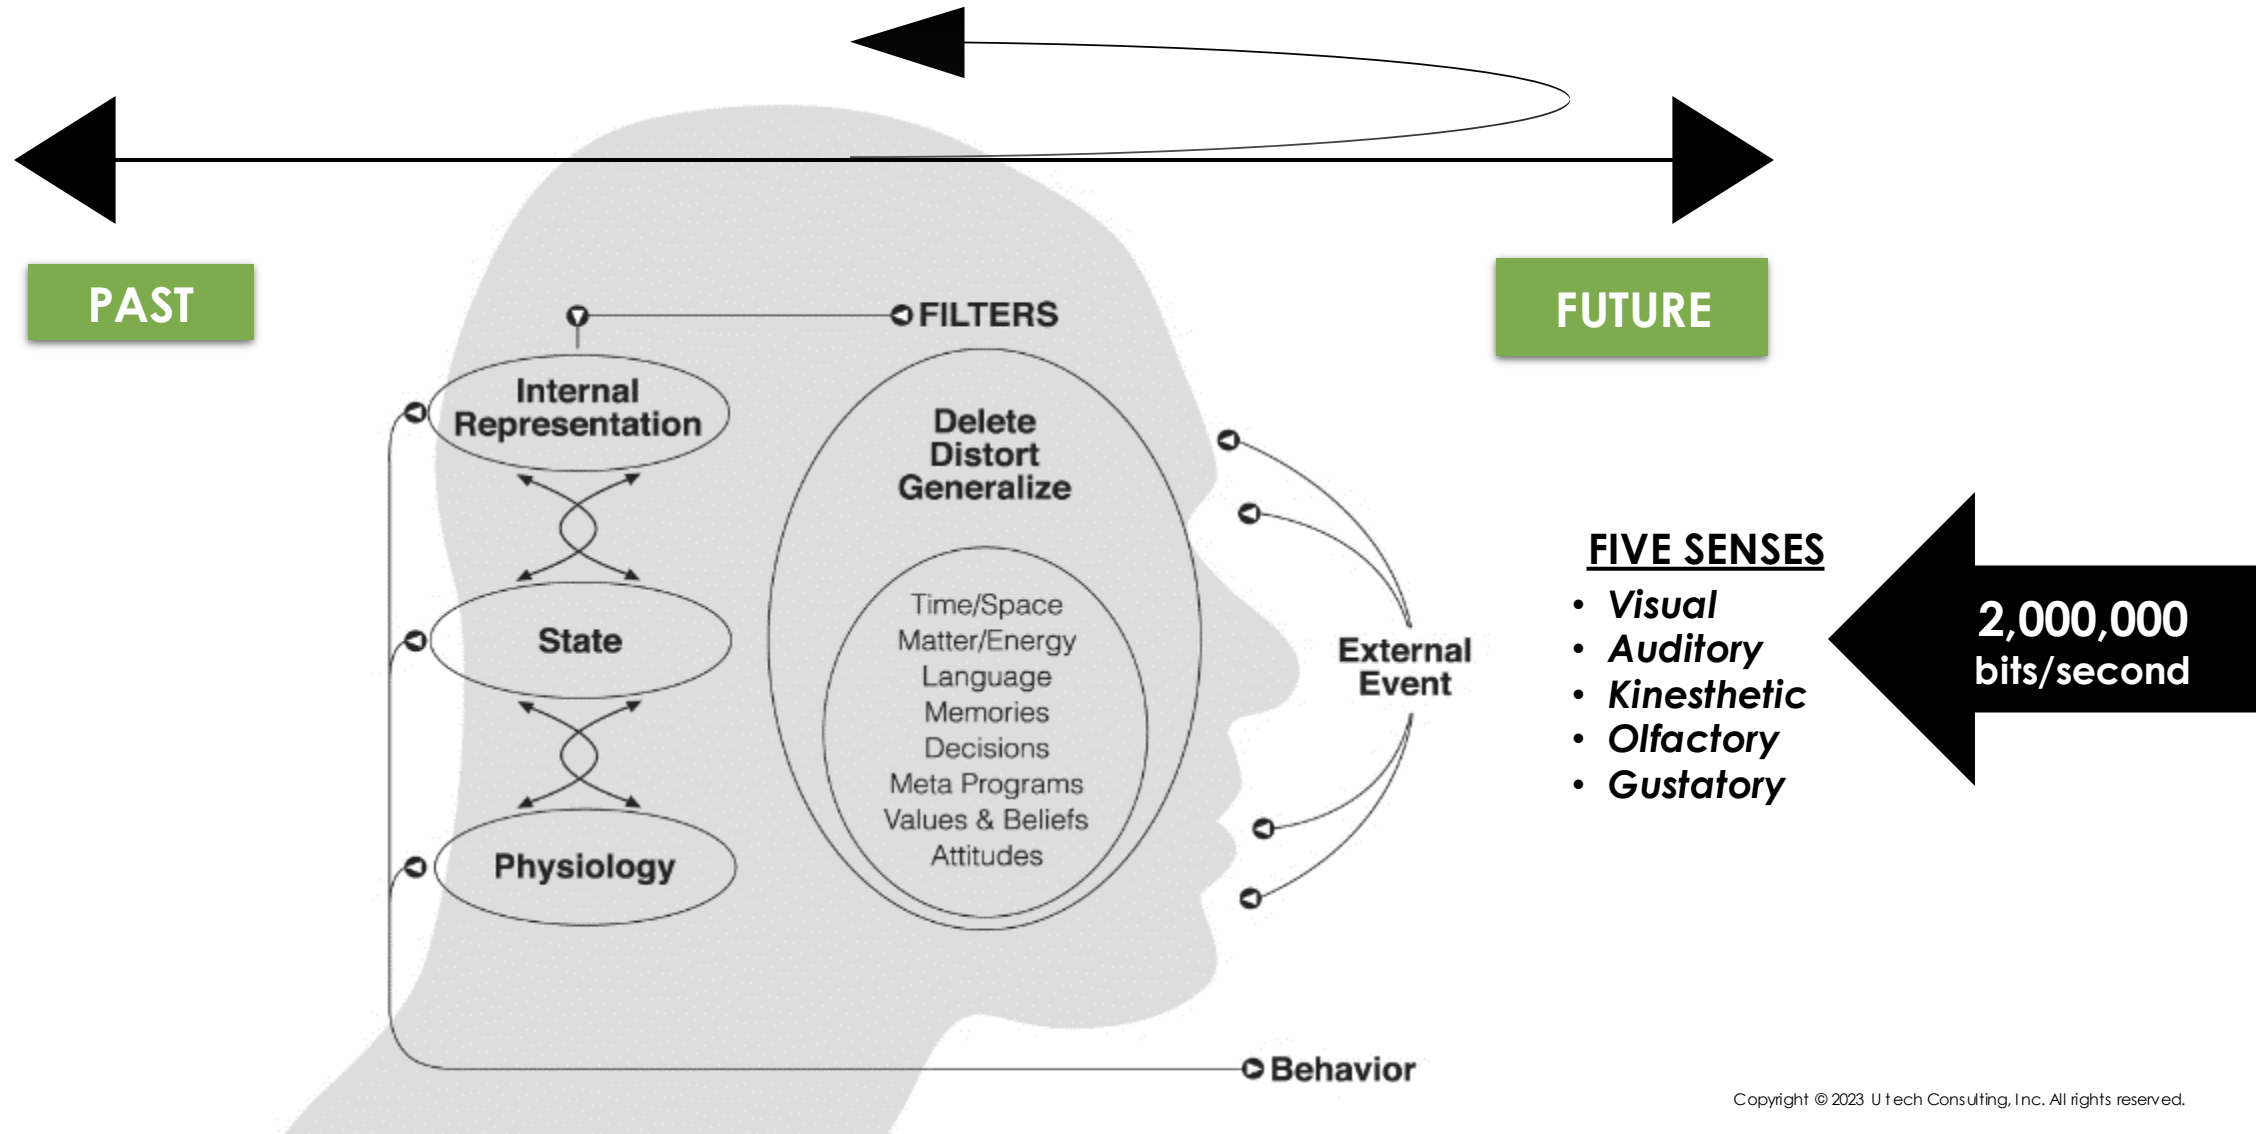 PAST
FUTURE
FILTERS
Internal
Representation
State
Physiology
Delete
Distort
Generalize
Time/Space
Matter/Energy
Language
Memories
Decisions
Meta Programs
Values & Beliefs
Attitudes
External
Event
FIVE SENSES
• Visual
• Auditory
• Kinesthetic
• Olfactory
• Gustatory
2,000,000
bits/second
Behavior
Copyright © 2023 Utech Consulting, Inc. All rights reserved.